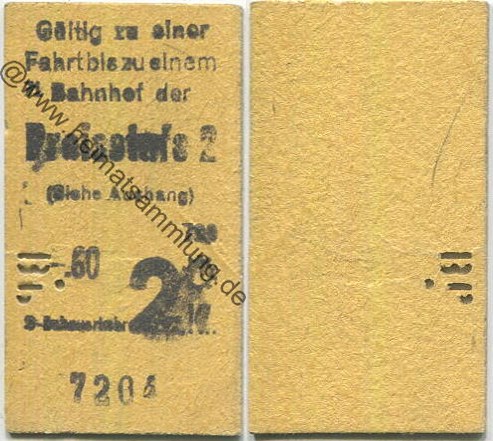 Gültig zu einer
Fahrt bis zu einem
Bahnhof der
Preisstufe 2
(Siehe Aushang)
-.60
2
7204
@www.heimatsammlung.de